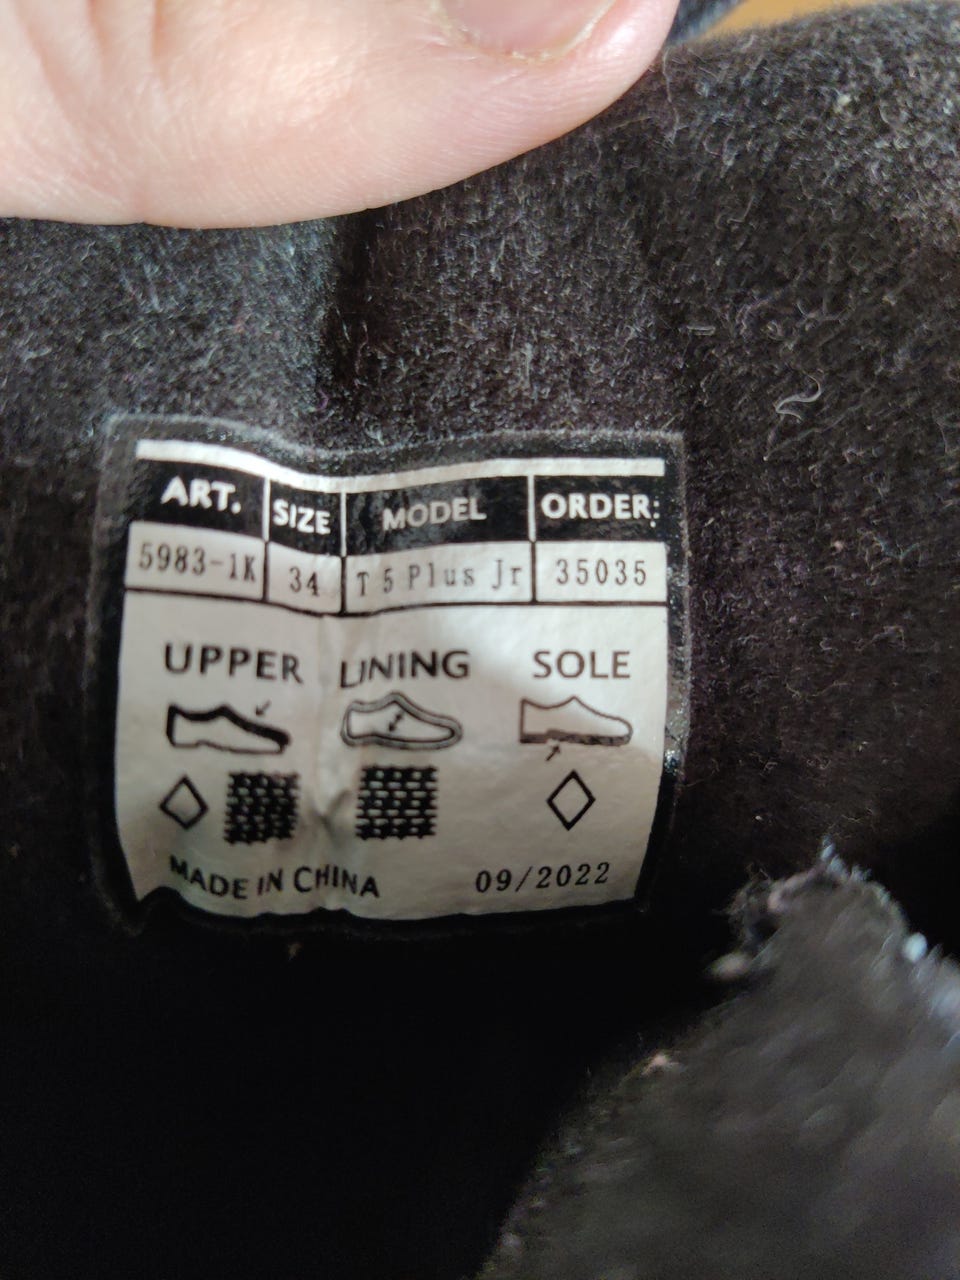 ART. SIZE MODEL ORDER:
5983-1K 34 T 5 Plus Jr 35035
UPPER LINING SOLE
MADE IN CHINA 09/2022